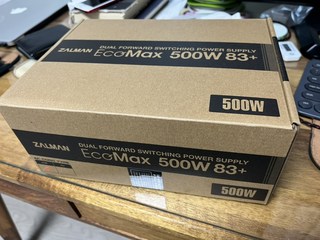 ZALMAN
DUAL FORWARD SWITCHING POWER SUPPLY
EcoMax 500W 83+
500W
ZALMAN
DUAL FORWARD SWITCHING POWER SUPPLY
EcoMax 500W 83+
500W